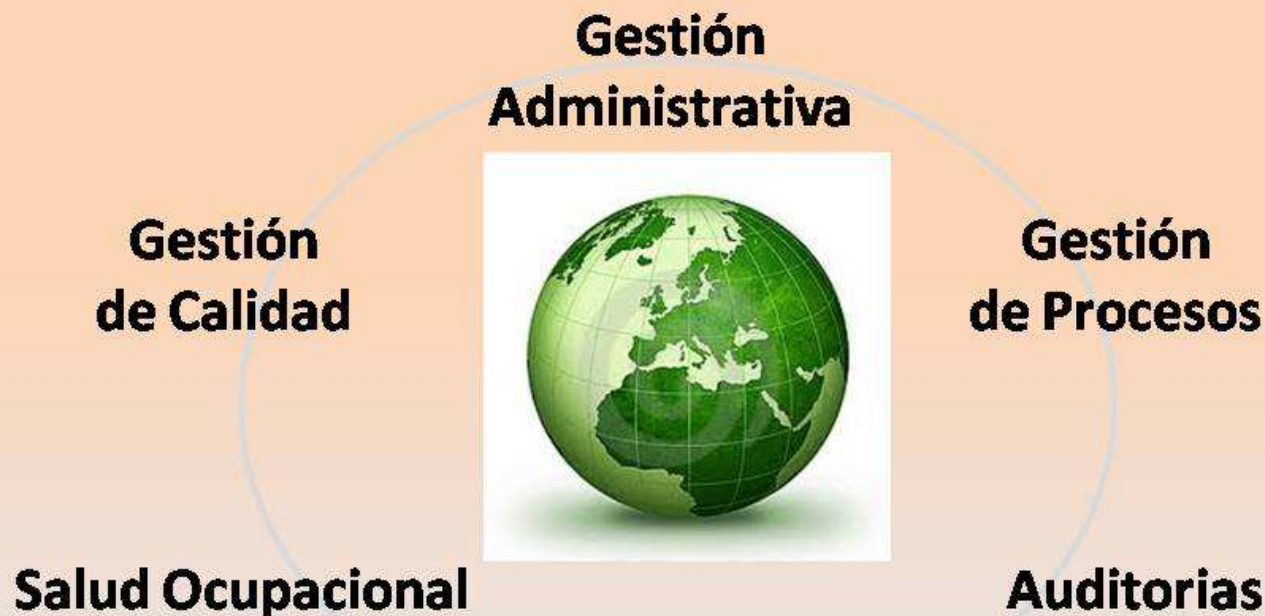 Gestión
Administrativa
Gestión
de Calidad
Gestión
de Procesos
Salud Ocupacional
Auditorias